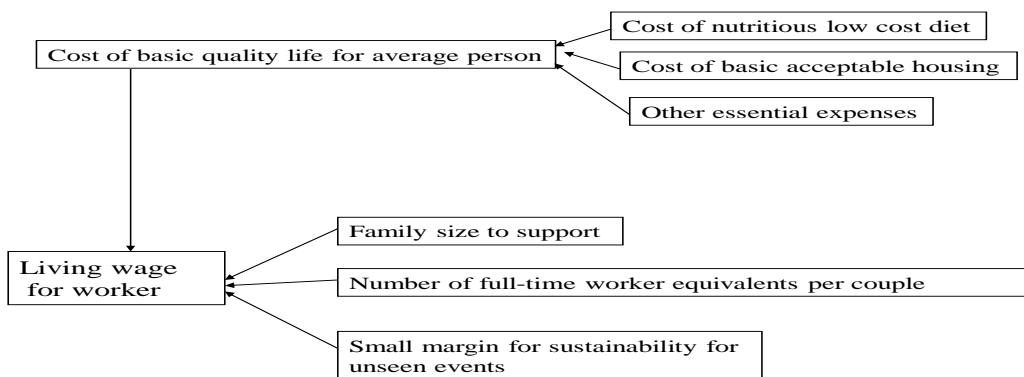 Cost of nutritious low cost diet
Cost of basic quality life for average person
Cost of basic acceptable housing
Other essential expenses
Family size to support
Living wage
for worker
Number of full-time worker equivalents per couple
Small margin for sustainability for
unseen events